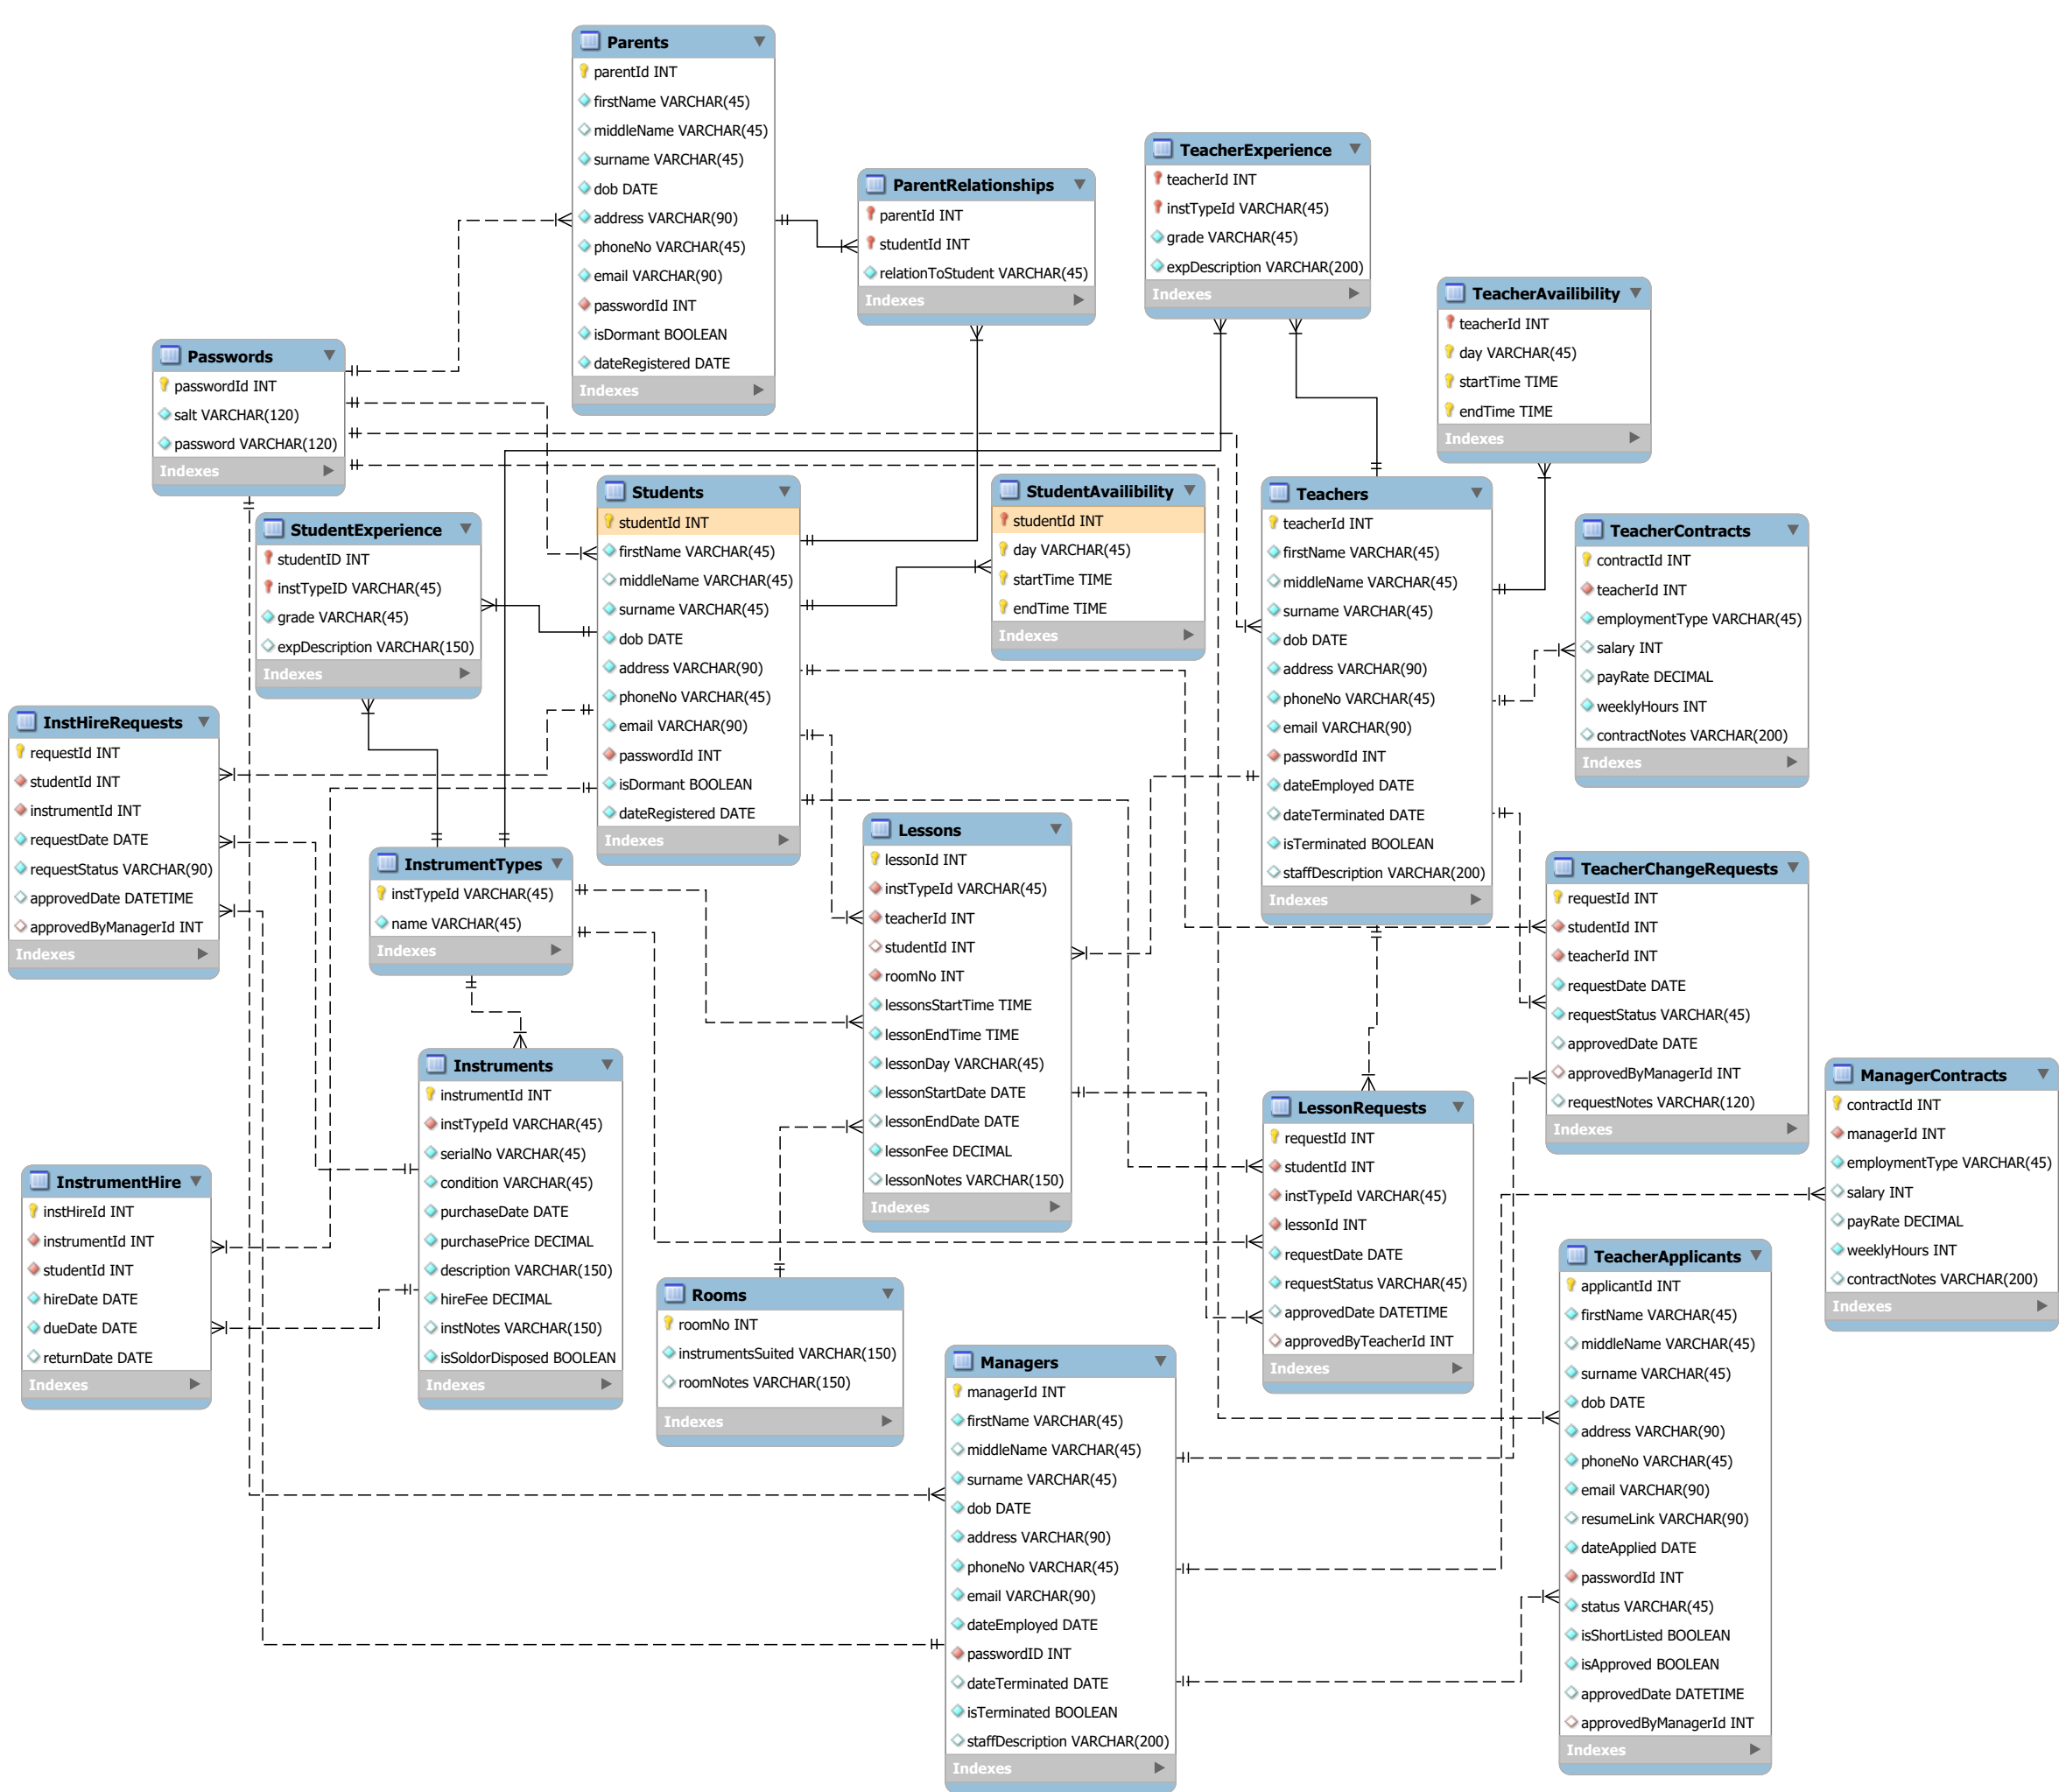 Parents
parentId INT
firstName VARCHAR(45)
middleName VARCHAR(45)
surname VARCHAR(45)
dob DATE
address VARCHAR(90)
phoneNo VARCHAR(45)
email VARCHAR(90)
passwordId INT
isDormant BOOLEAN
dateRegistered DATE
Indexes
ParentRelationships
parentId INT
studentId INT
relationToStudent VARCHAR(45)
Indexes
TeacherExperience
teacherId INT
instTypeId VARCHAR(45)
grade VARCHAR(45)
expDescription VARCHAR(200)
Indexes
TeacherAvailibility
teacherId INT
day VARCHAR(45)
startTime TIME
endTime TIME
Indexes
Passwords
passwordId INT
salt VARCHAR(120)
password VARCHAR(120)
Indexes
StudentExperience
studentID INT
instTypeID VARCHAR(45)
grade VARCHAR(45)
expDescription VARCHAR(150)
Indexes
Students
studentId INT
firstName VARCHAR(45)
middleName VARCHAR(45)
surname VARCHAR(45)
dob DATE
address VARCHAR(90)
phoneNo VARCHAR(45)
email VARCHAR(90)
passwordId INT
isDormant BOOLEAN
dateRegistered DATE
Indexes
StudentAvailibility
studentId INT
day VARCHAR(45)
startTime TIME
endTime TIME
Indexes
Teachers
teacherId INT
firstName VARCHAR(45)
middleName VARCHAR(45)
surname VARCHAR(45)
dob DATE
address VARCHAR(90)
phoneNo VARCHAR(45)
email VARCHAR(90)
passwordId INT
dateEmployed DATE
dateTerminated DATE
isTerminated BOOLEAN
staffDescription VARCHAR(200)
Indexes
TeacherContracts
contractId INT
teacherId INT
employmentType VARCHAR(45)
salary INT
payRate DECIMAL
weeklyHours INT
contractNotes VARCHAR(200)
Indexes
InstHireRequests
requestId INT
studentId INT
instrumentId INT
requestDate DATE
requestStatus VARCHAR(90)
approvedDate DATETIME
approvedByManagerId INT
Indexes
InstrumentTypes
instTypeId VARCHAR(45)
name VARCHAR(45)
Indexes
Lessons
lessonId INT
instTypeId VARCHAR(45)
teacherId INT
studentId INT
roomNo INT
lessonsStartTime TIME
lessonEndTime TIME
lessonDay VARCHAR(45)
lessonStartDate DATE
lessonEndDate DATE
lessonFee DECIMAL
lessonNotes VARCHAR(150)
Indexes
TeacherChangeRequests
requestId INT
studentId INT
teacherId INT
requestDate DATE
requestStatus VARCHAR(45)
approvedDate DATE
approvedByManagerId INT
requestNotes VARCHAR(120)
Indexes
Instruments
instrumentId INT
instTypeId VARCHAR(45)
serialNo VARCHAR(45)
condition VARCHAR(45)
purchaseDate DATE
purchasePrice DECIMAL
description VARCHAR(150)
hireFee DECIMAL
instNotes VARCHAR(150)
isSoldorDisposed BOOLEAN
Indexes
LessonRequests
requestId INT
studentId INT
instTypeId VARCHAR(45)
lessonId INT
requestDate DATE
requestStatus VARCHAR(45)
approvedDate DATETIME
approvedByTeacherId INT
Indexes
ManagerContracts
contractId INT
managerId INT
employmentType VARCHAR(45)
salary INT
payRate DECIMAL
weeklyHours INT
contractNotes VARCHAR(200)
Indexes
InstrumentHire
instHireId INT
instrumentId INT
studentId INT
hireDate DATE
dueDate DATE
returnDate DATE
Indexes
Rooms
roomNo INT
instrumentsSuited VARCHAR(150)
roomNotes VARCHAR(150)
Indexes
Managers
managerId INT
firstName VARCHAR(45)
middleName VARCHAR(45)
surname VARCHAR(45)
dob DATE
address VARCHAR(90)
phoneNo VARCHAR(45)
email VARCHAR(90)
dateEmployed DATE
passwordID INT
dateTerminated DATE
isTerminated BOOLEAN
staffDescription VARCHAR(200)
Indexes
TeacherApplicants
applicantId INT
firstName VARCHAR(45)
middleName VARCHAR(45)
surname VARCHAR(45)
dob DATE
address VARCHAR(90)
phoneNo VARCHAR(45)
email VARCHAR(90)
resumeLink VARCHAR(90)
dateApplied DATE
passwordId INT
status VARCHAR(45)
isShortListed BOOLEAN
isApproved BOOLEAN
approvedDate DATETIME
approvedByManagerId INT
Indexes